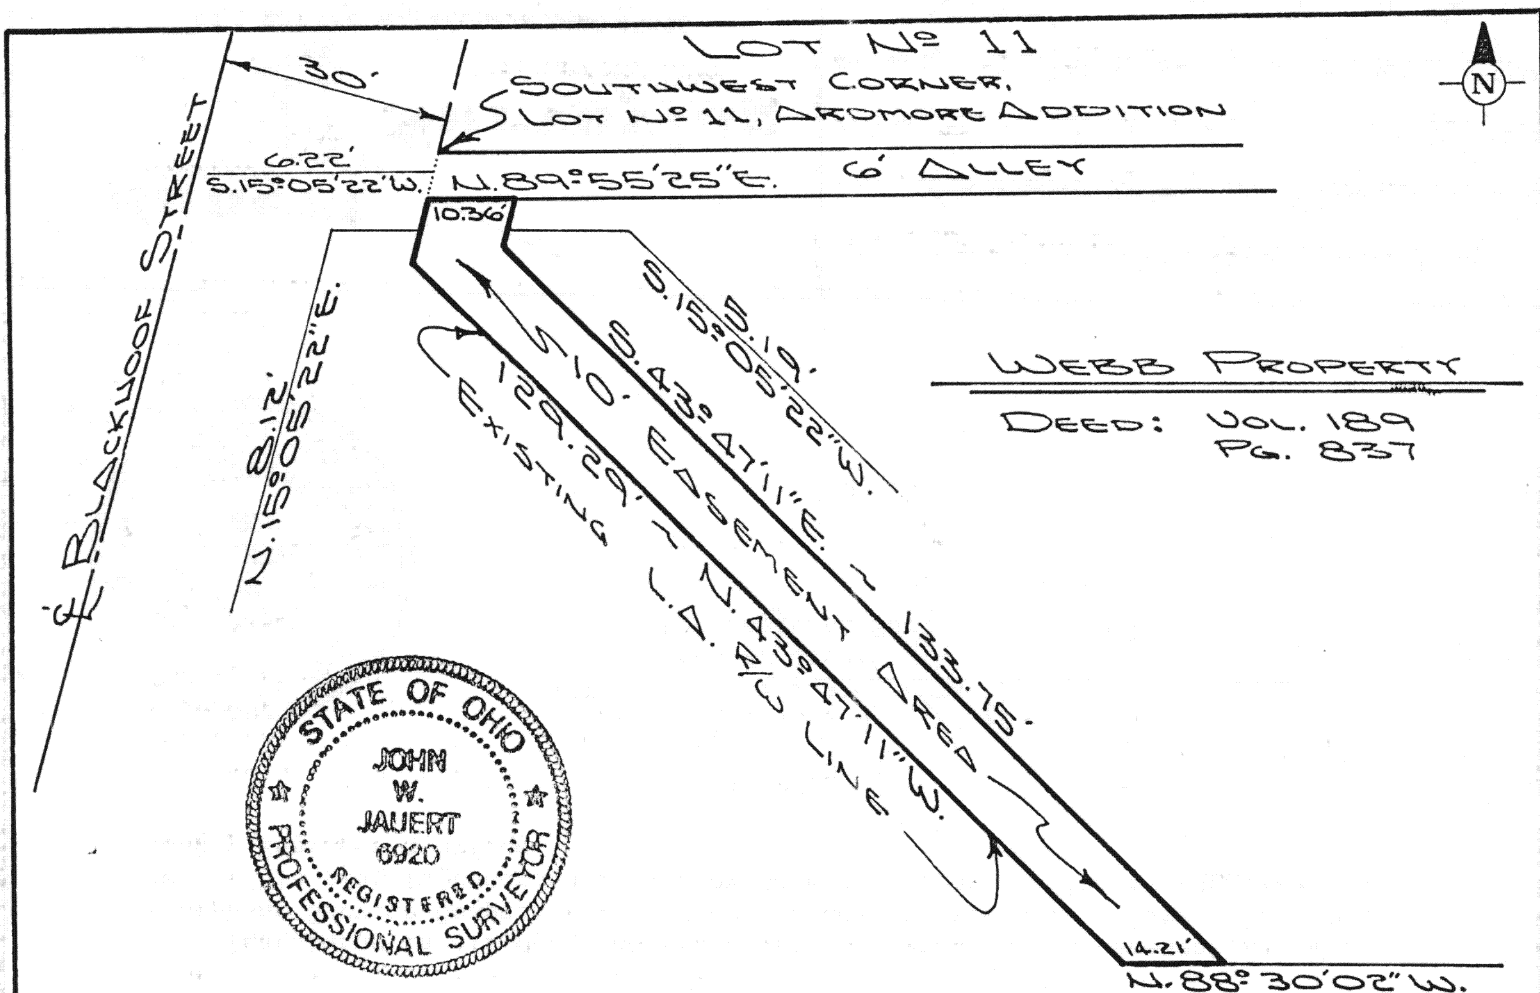 LOT Nº 11
30'
SOUTHWEST CORNER,
LOT Nº 11, ARDMORE ADDITION
N
6.22'
S.15°05'22"W.
N.89°55'25"E.
6' ALLEY
10.36'
℄ BLACKHOOF STREET
8.12'
N.15°05'22"E.
5.19'
S.15°05'22"W.
S.43°47'11"E. ~ 133.75'
10' EASEMENT AREA
129.29' ~ N.43°47'11"W.
EXISTING L.A. R/W LINE
WEBB PROPERTY
DEED: VOL. 189
PG. 837
STATE OF OHIO
JOHN
W.
JAUERT
6920
REGISTERED
PROFESSIONAL SURVEYOR
14.21'
N.88°30'02"W.